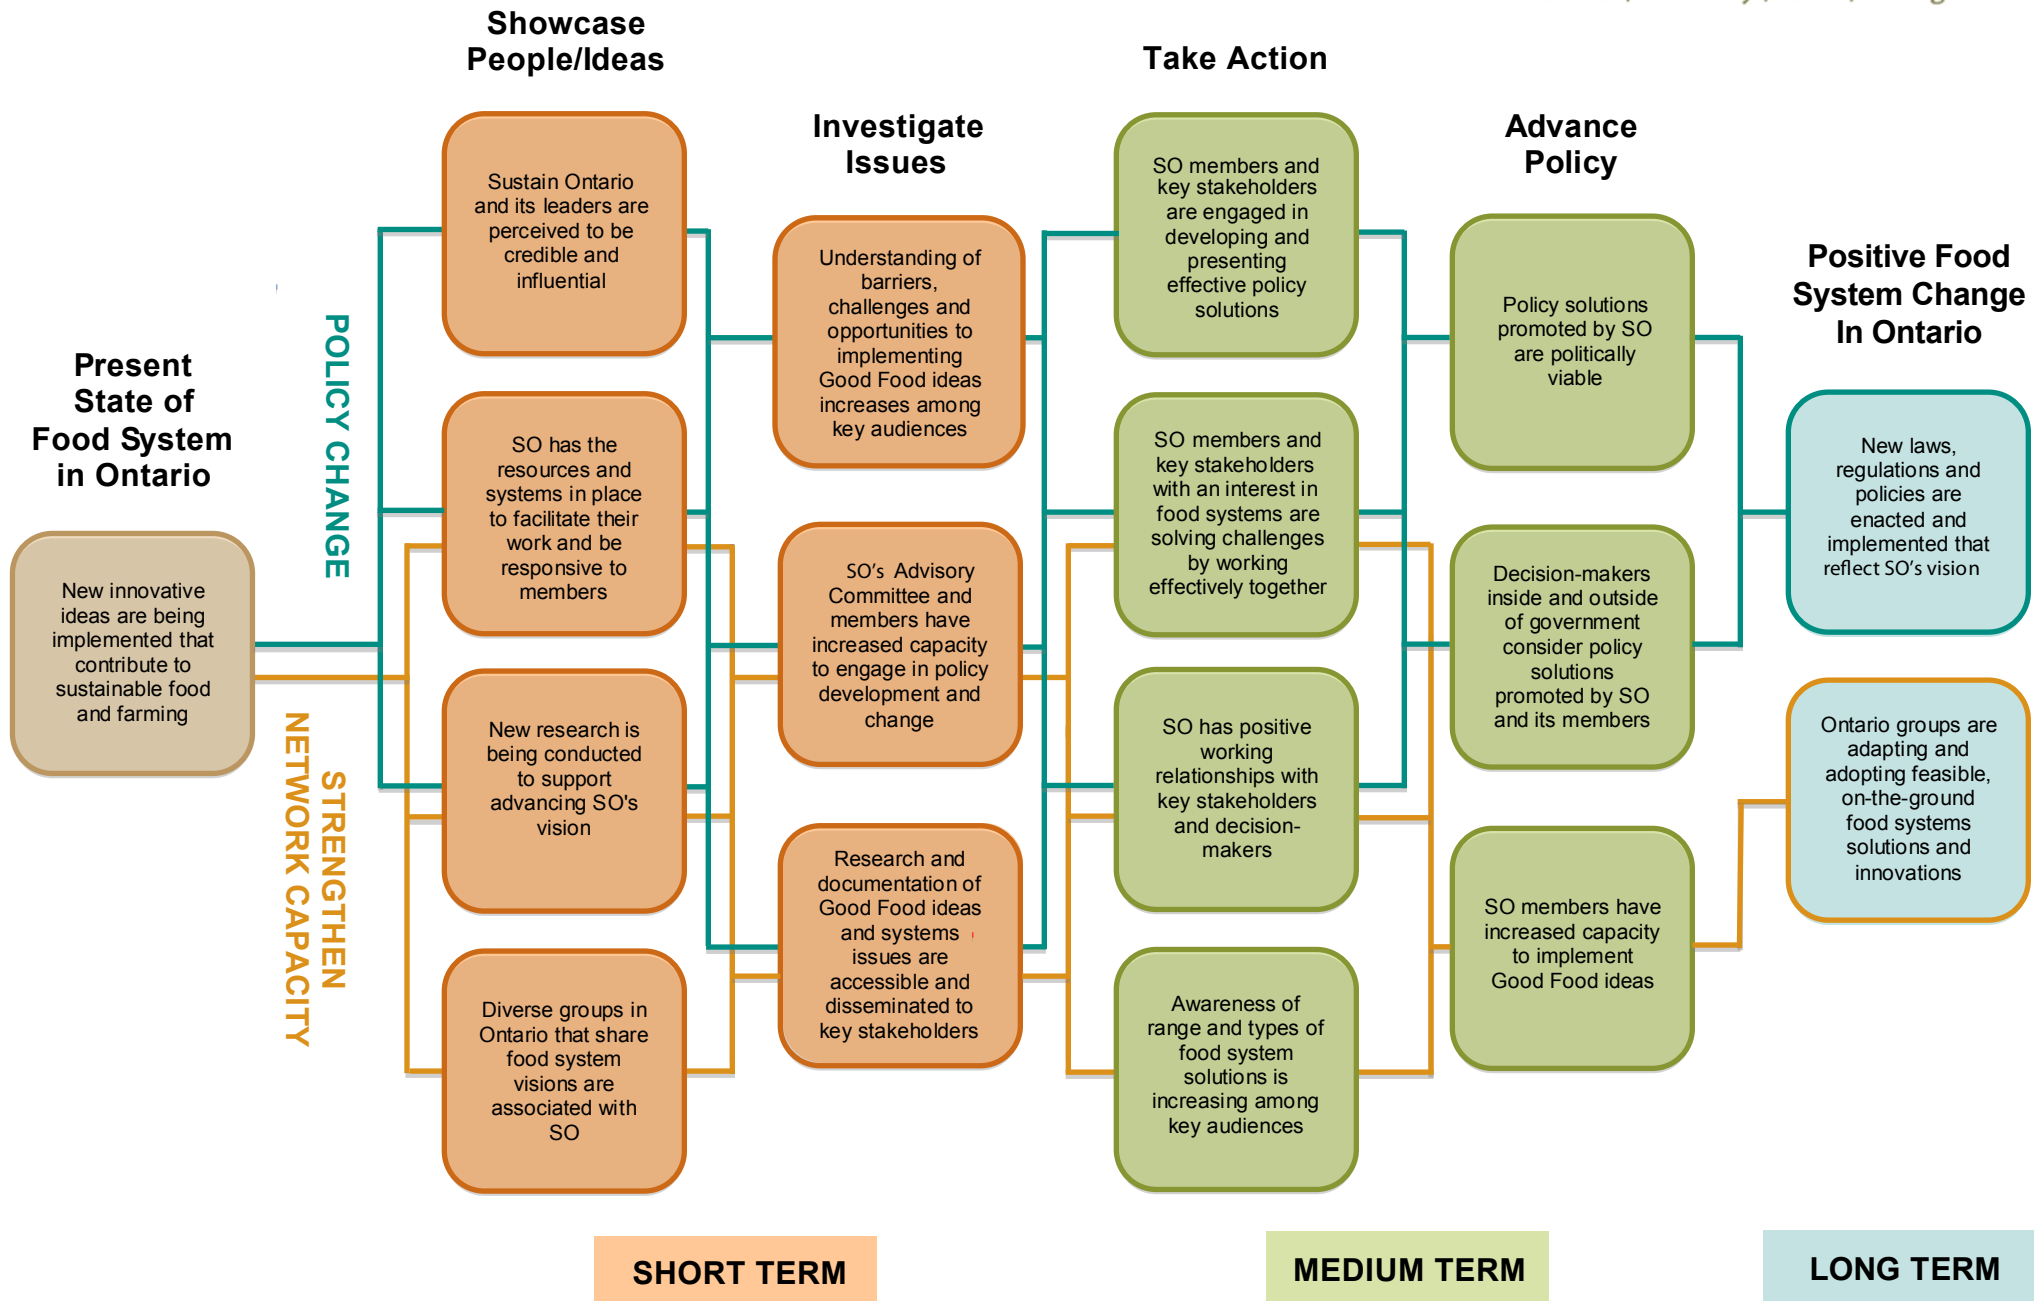 Showcase
People/Ideas
Sustain Ontario
and its leaders are
perceived to be
credible and
influential
SO has the
resources and
systems in place
to facilitate their
work and be
responsive to
members
New research is
being conducted
to support
advancing SO's
vision
Diverse groups in
Ontario that share
food system
visions are
associated with
SO
Investigate
Issues
Understanding of
barriers,
challenges and
opportunities to
implementing
Good Food ideas
increases among
key audiences
SO's Advisory
Committee and
members have
increased capacity
to engage in policy
development and
change
Research and
documentation of
Good Food ideas
and systems
issues are
accessible and
disseminated to
key stakeholders
Take Action
SO members and
key stakeholders
are engaged in
developing and
presenting
effective policy
solutions
SO members and
key stakeholders
with an interest in
food systems are
solving challenges
by working
effectively together
SO has positive
working
relationships with
key stakeholders
and decision-
makers
Awareness of
range and types of
food system
solutions is
increasing among
key audiences
Advance
Policy
Policy solutions
promoted by SO
are politically
viable
Decision-makers
inside and outside
of government
consider policy
solutions
promoted by SO
and its members
SO members have
increased capacity
to implement
Good Food ideas
Positive Food
System Change
In Ontario
New laws,
regulations and
policies are
enacted and
implemented that
reflect SO's vision
Ontario groups are
adapting and
adopting feasible,
on-the-ground
food systems
solutions and
innovations
Present
State of
Food System
in Ontario
New innovative
ideas are being
implemented that
contribute to
sustainable food
and farming
POLICY CHANGE
STRENGTHEN
NETWORK CAPACITY
SHORT TERM
MEDIUM TERM
LONG TERM